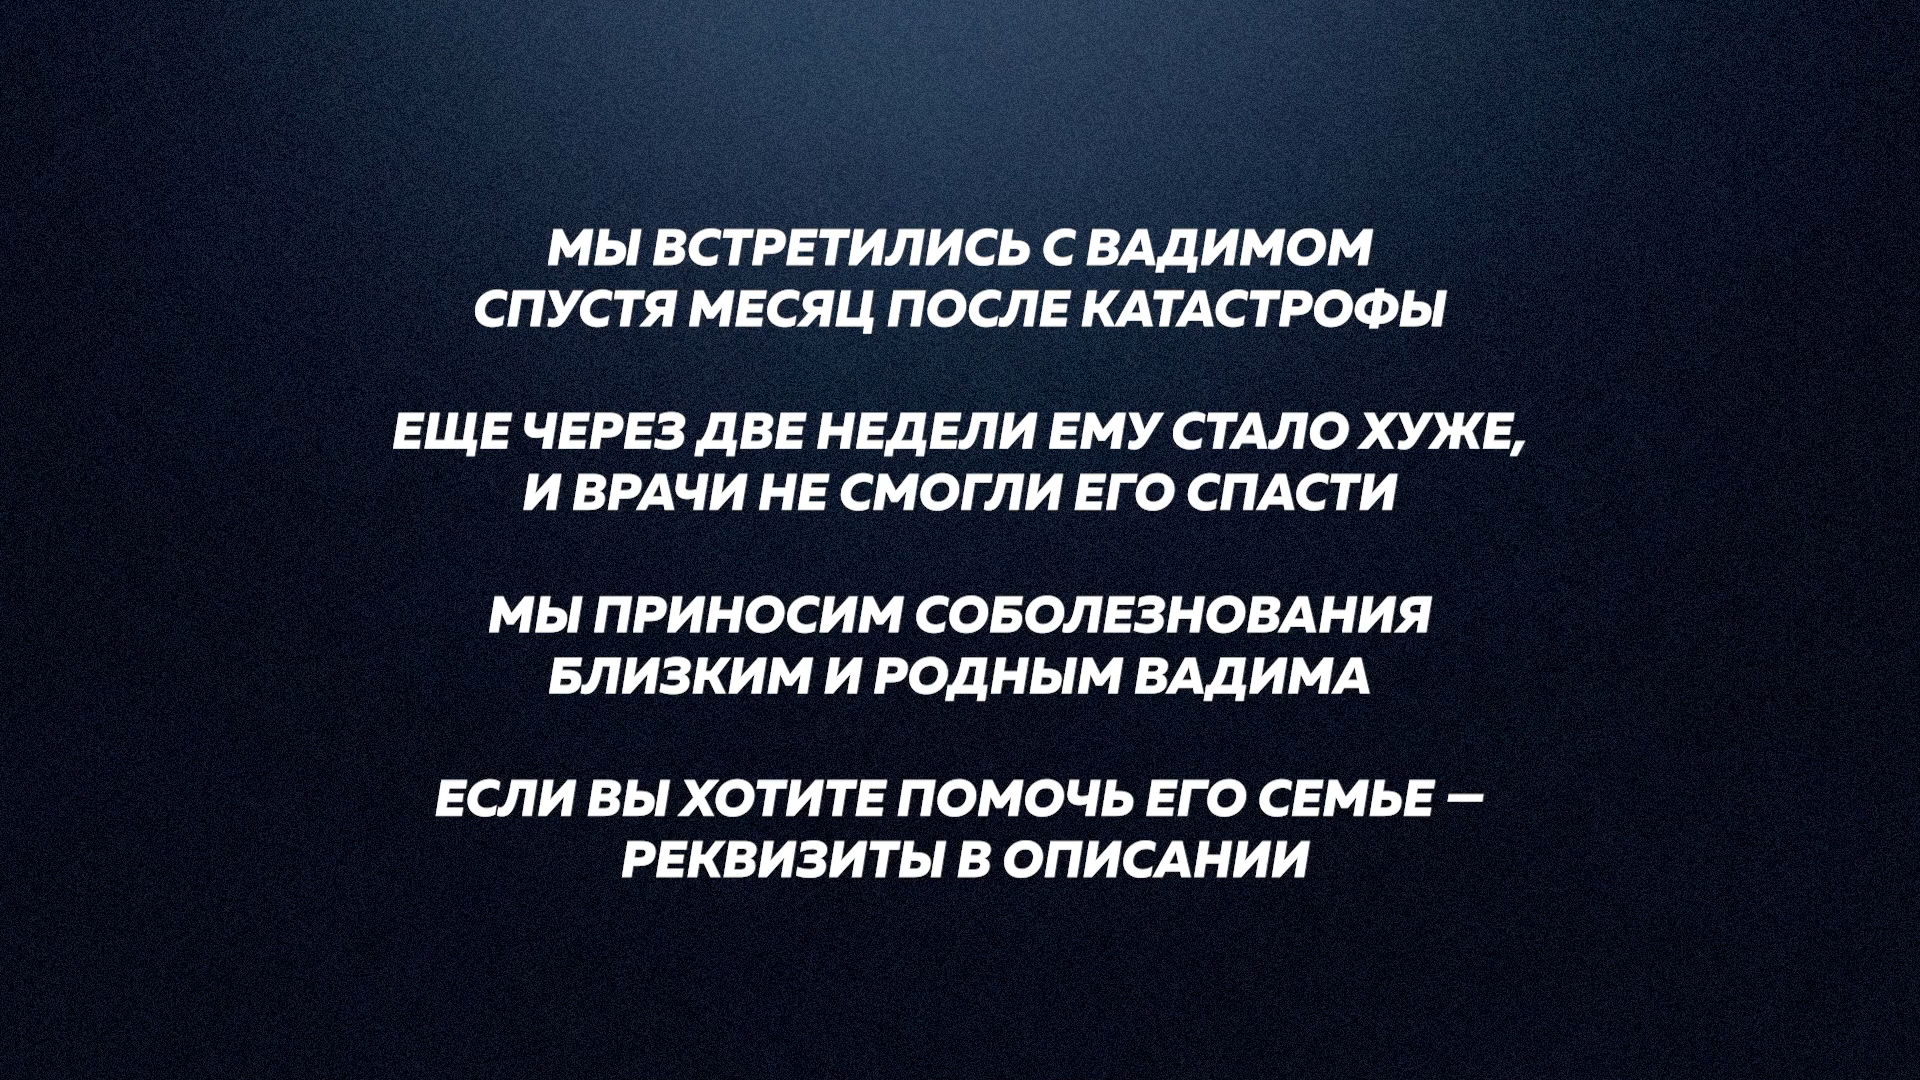 МЫ ВСТРЕТИЛИСЬ С ВАДИМОМ
СПУСТЯ МЕСЯЦ ПОСЛЕ КАТАСТРОФЫ
ЕЩЕ ЧЕРЕЗ ДВЕ НЕДЕЛИ ЕМУ СТАЛО ХУЖЕ,
И ВРАЧИ НЕ СМОГЛИ ЕГО СПАСТИ
МЫ ПРИНОСИМ СОБОЛЕЗНОВАНИЯ
БЛИЗКИМ И РОДНЫМ ВАДИМА
ЕСЛИ ВЫ ХОТИТЕ ПОМОЧЬ ЕГО СЕМЬЕ –
РЕКВИЗИТЫ В ОПИСАНИИ